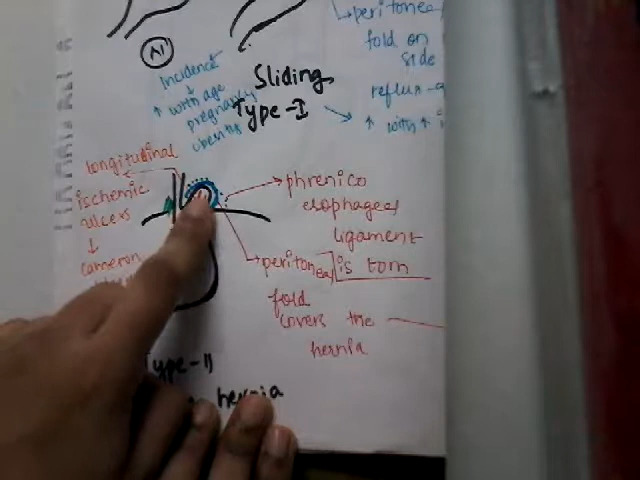 peritonea
fold on
side
reflux
↑ with ↑
N
Incidence
↑ with age
pregnancy
obesity
Sliding
Type-I
longitudinal
ischemic
ulcers
↓
cameron
phrenico
esophageal
ligament
is torn
peritoneal
fold
covers the
hernia
Type-II
hernia